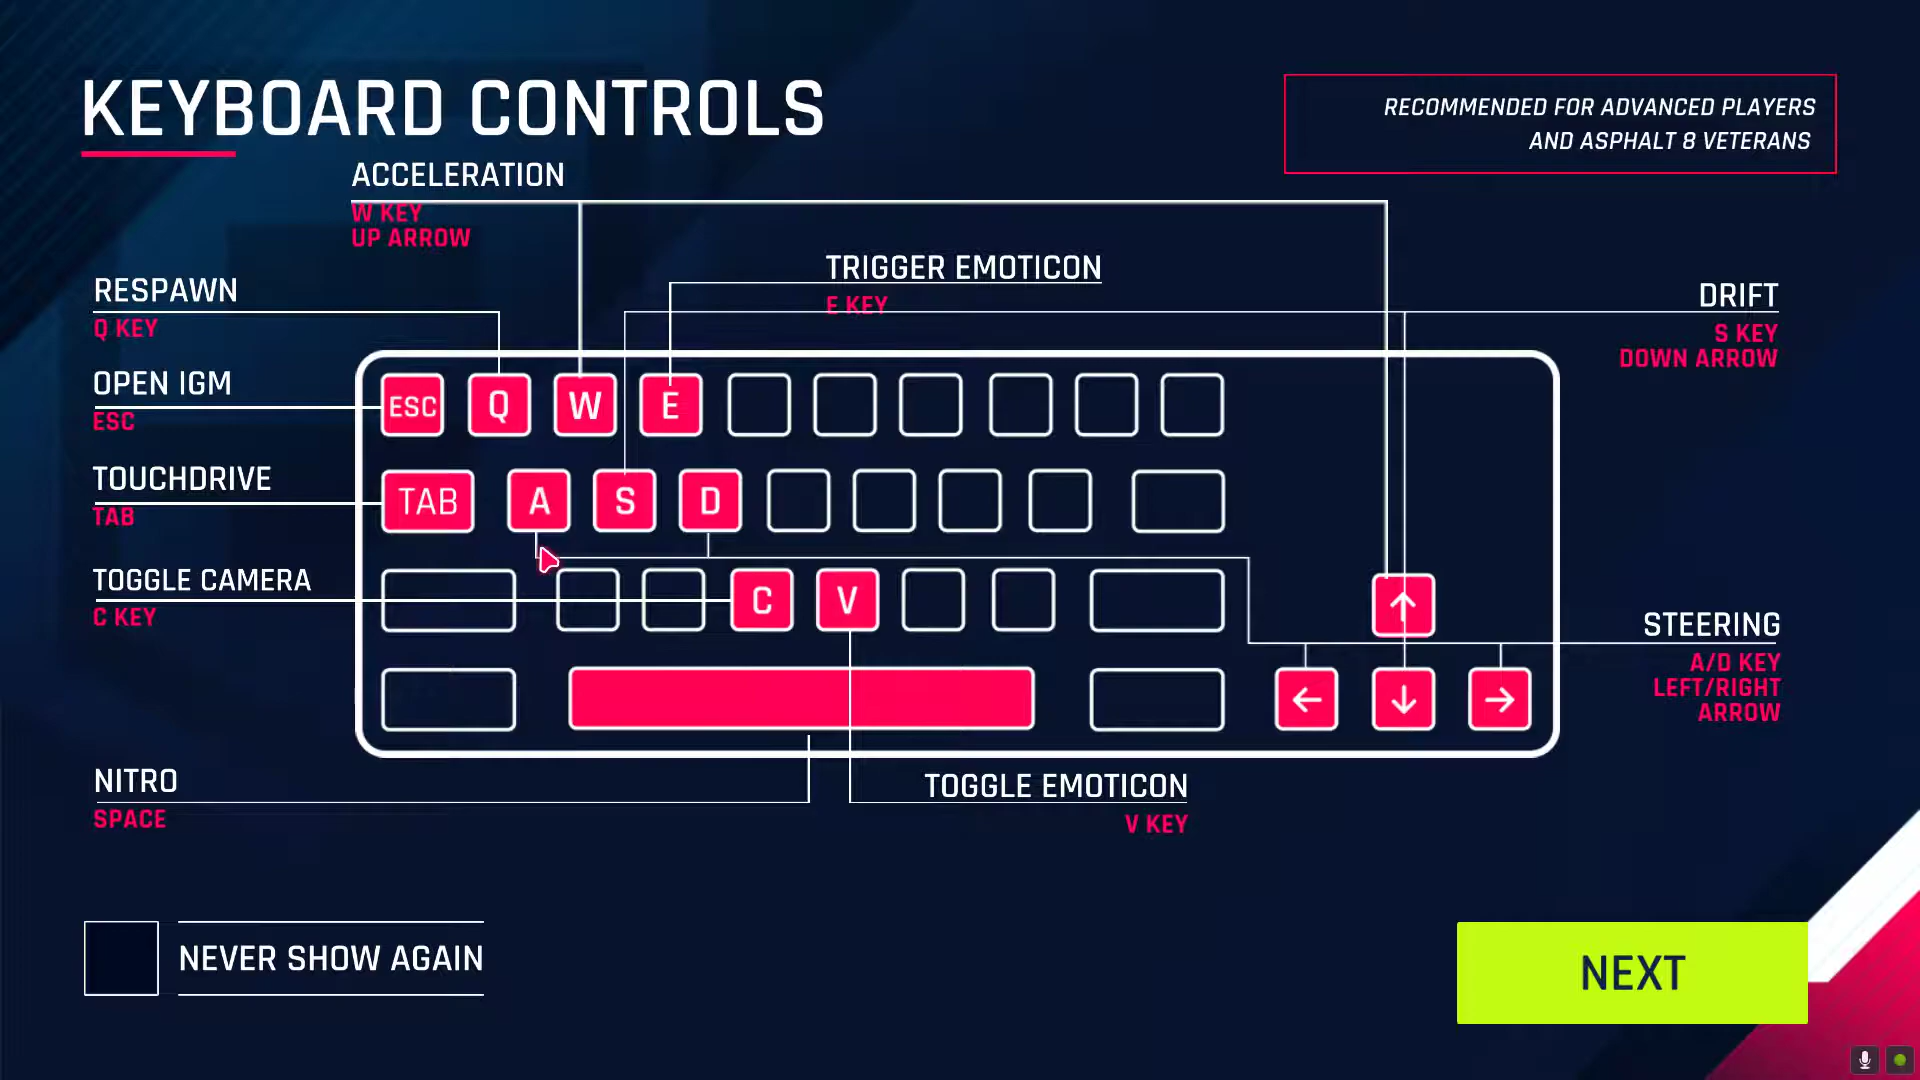 KEYBOARD CONTROLS
RECOMMENDED FOR ADVANCED PLAYERS
AND ASPHALT 8 VETERANS
ACCELERATION
W KEY
UP ARROW
TRIGGER EMOTICON
E KEY
RESPAWN
Q KEY
DRIFT
S KEY
DOWN ARROW
OPEN IGM
ESC
ESC Q W E
TOUCHDRIVE
TAB
TAB A S D
TOGGLE CAMERA
C KEY
C V
STEERING
A/D KEY
LEFT/RIGHT
ARROW
NITRO
SPACE
TOGGLE EMOTICON
V KEY
NEVER SHOW AGAIN
NEXT